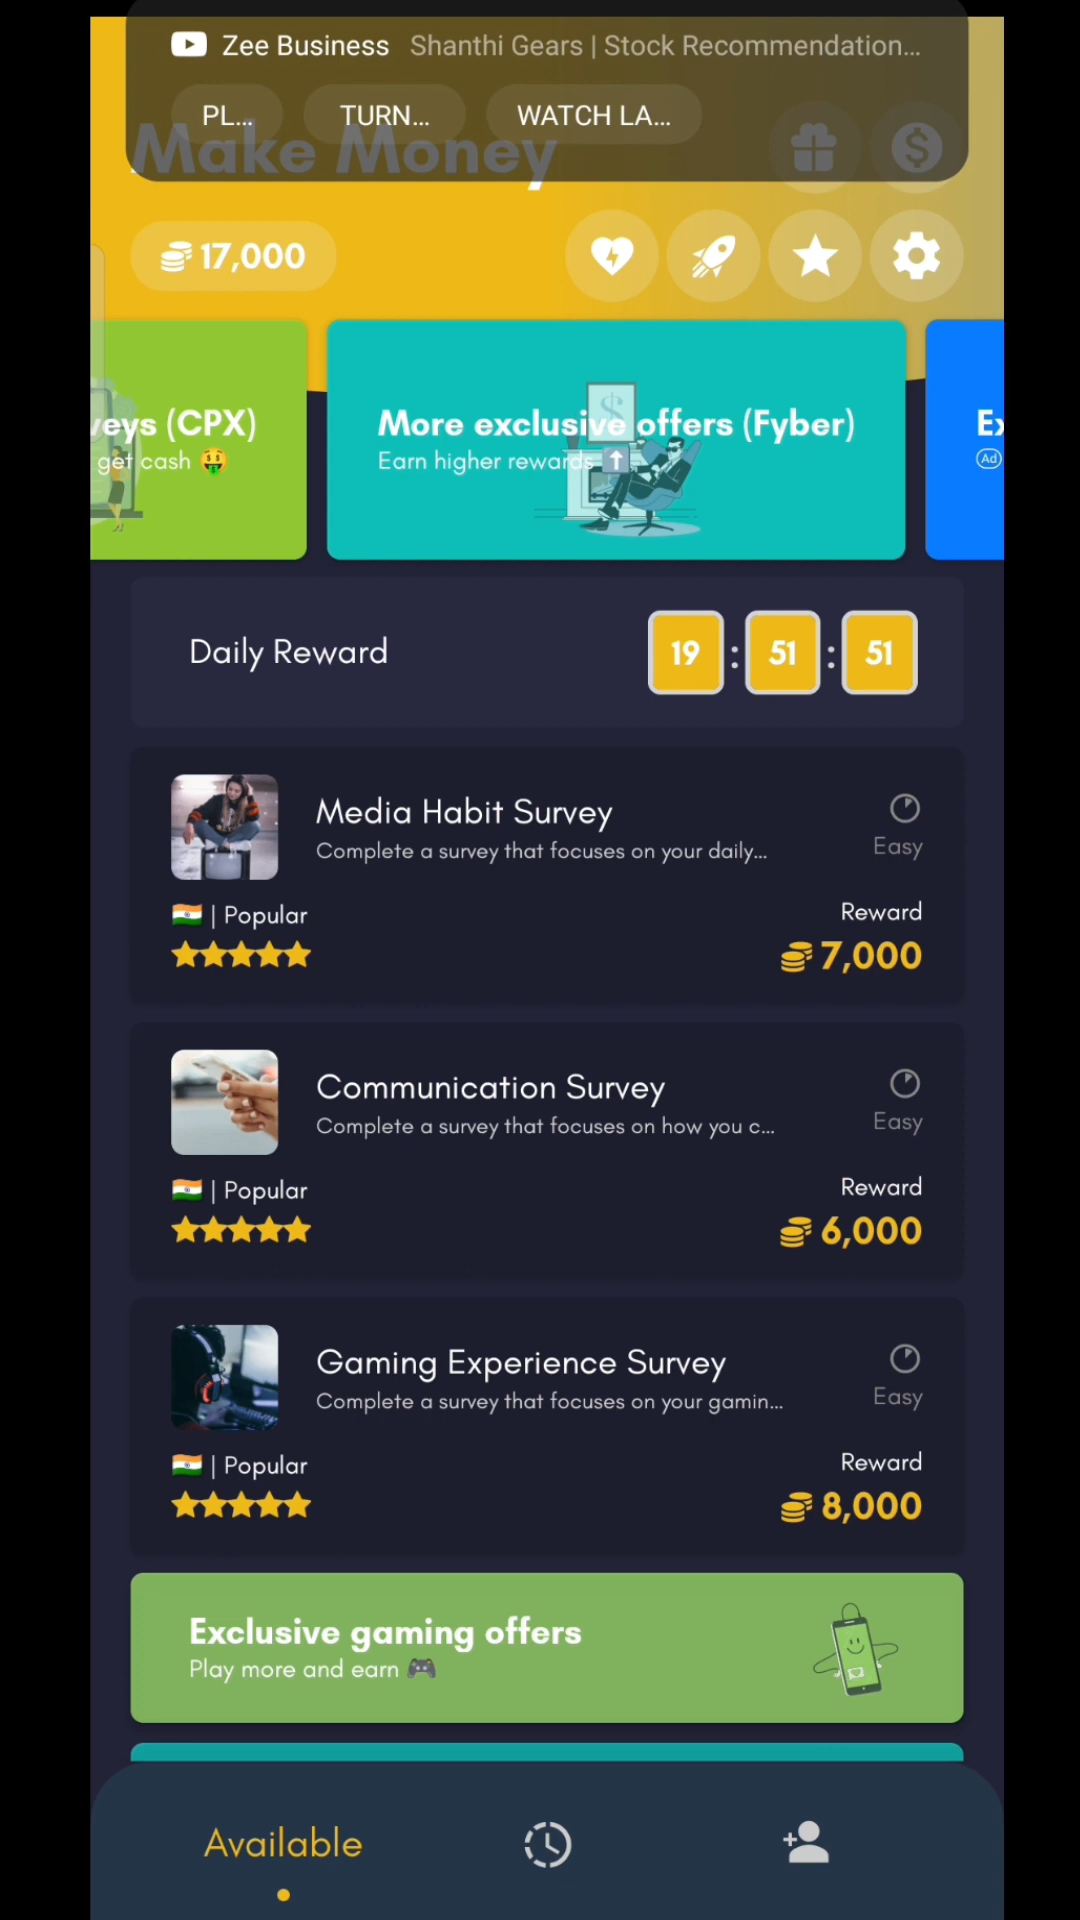 Zee Business Shanthi Gears | Stock Recommendation...
PL... TURN... WATCH LA...
Make Money
17,000
veys (CPX)
get cash
More exclusive offers (Fyber)
Earn higher rewards
Ex
Ad
Daily Reward
19 : 51 : 51
Media Habit Survey
Complete a survey that focuses on your daily...
Easy
| Popular
Reward
7,000
Communication Survey
Complete a survey that focuses on how you c...
Easy
| Popular
Reward
6,000
Gaming Experience Survey
Complete a survey that focuses on your gamin...
Easy
| Popular
Reward
8,000
Exclusive gaming offers
Play more and earn
Available